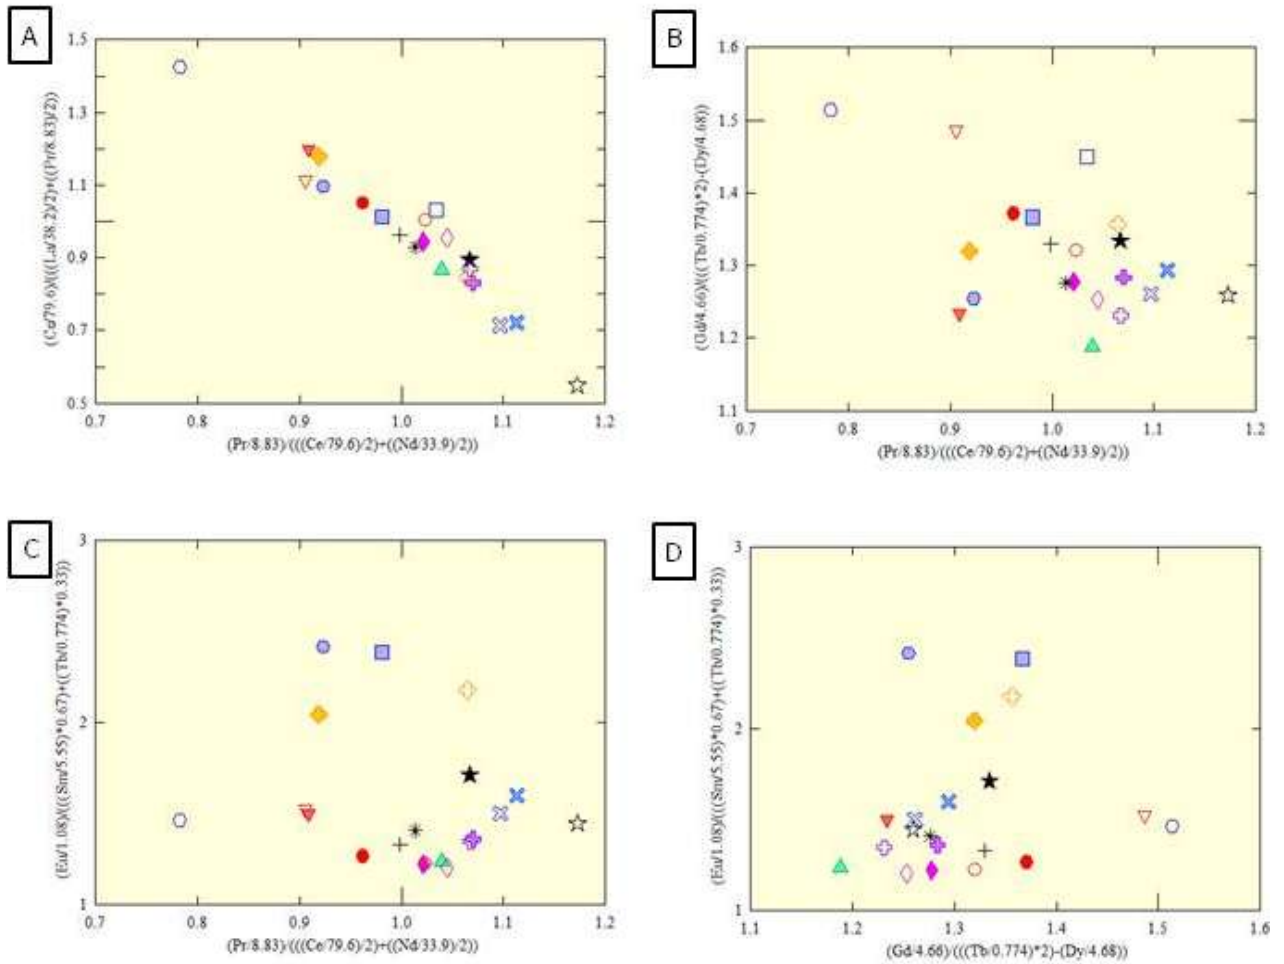 A
1.5
1.3
1.1
0.9
0.7
0.5
0.7 0.8 0.9 1.0 1.1 1.2
((Ce/79.6)/(((La/38.2)/2)+((Pr/8.83)/2))
(Pr/8.83)/(((Ce/79.6)/2)+((Nd/33.9)/2))
B
1.6
1.5
1.4
1.3
1.2
1.1
0.7 0.8 0.9 1.0 1.1 1.2
((Gd/4.66)/(((Tb/0.774)*2)-(Dy/4.68))
(Pr/8.83)/(((Ce/79.6)/2)+((Nd/33.9)/2))
C
3
2
1
0.7 0.8 0.9 1.0 1.1 1.2
((Eu/1.08)/(((Sm/5.55)*0.67)+((Tb/0.774)*0.33))
(Pr/8.83)/(((Ce/79.6)/2)+((Nd/33.9)/2))
D
3
2
1
1.1 1.2 1.3 1.4 1.5 1.6
((Eu/1.08)/(((Sm/5.55)*0.67)+((Tb/0.774)*0.33))
(Gd/4.66)/(((Tb/0.774)*2)-(Dy/4.68))